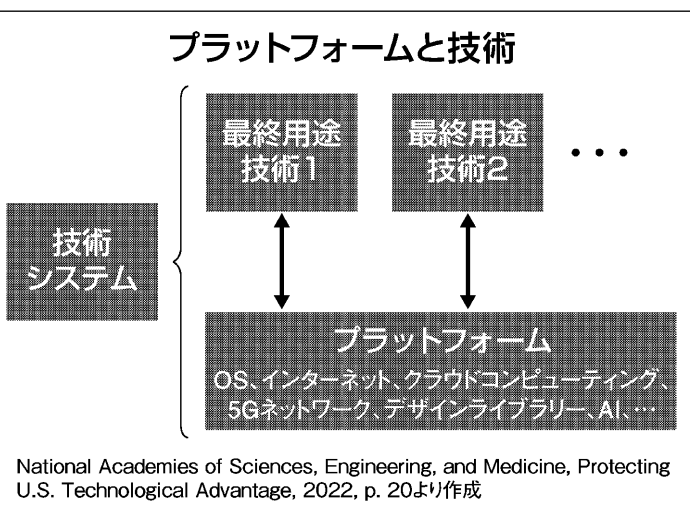 プラットフォームと技術
最終用途
技術1
最終用途
技術2
・・・
技術
システム
プラットフォーム
OS、インターネット、クラウドコンピューティング、
5Gネットワーク、デザインライブラリー、AI、…
National Academies of Sciences, Engineering, and Medicine, Protecting
U.S. Technological Advantage, 2022, p. 20より作成